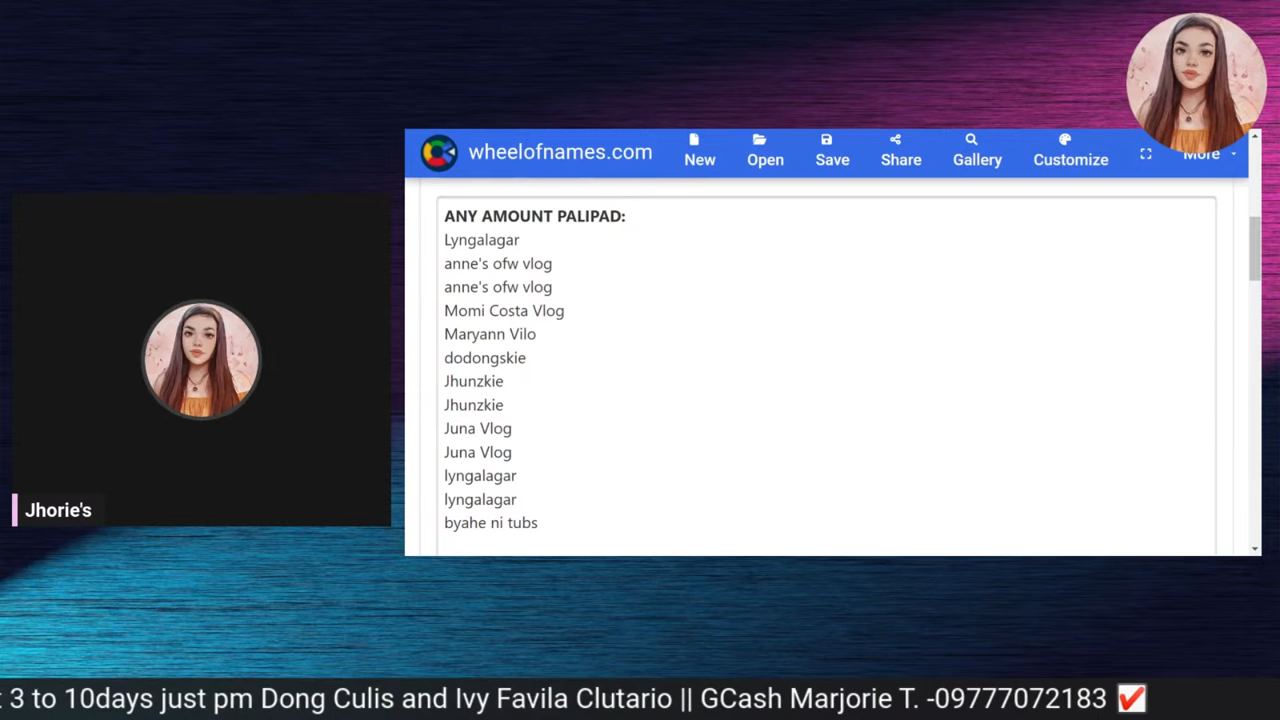 wheelofnames.com
New
Open
Save
Share
Gallery
Customize
More
ANY AMOUNT PALIPAD:
Lyngalagar
anne's ofw vlog
anne's ofw vlog
Momi Costa Vlog
Maryann Vilo
dodongskie
Jhunzkie
Jhunzkie
Juna Vlog
Juna Vlog
lyngalagar
lyngalagar
byahe ni tubs
Jhorie's
3 to 10days just pm Dong Culis and Ivy Favila Clutario || GCash Marjorie T. -09777072183 ✅